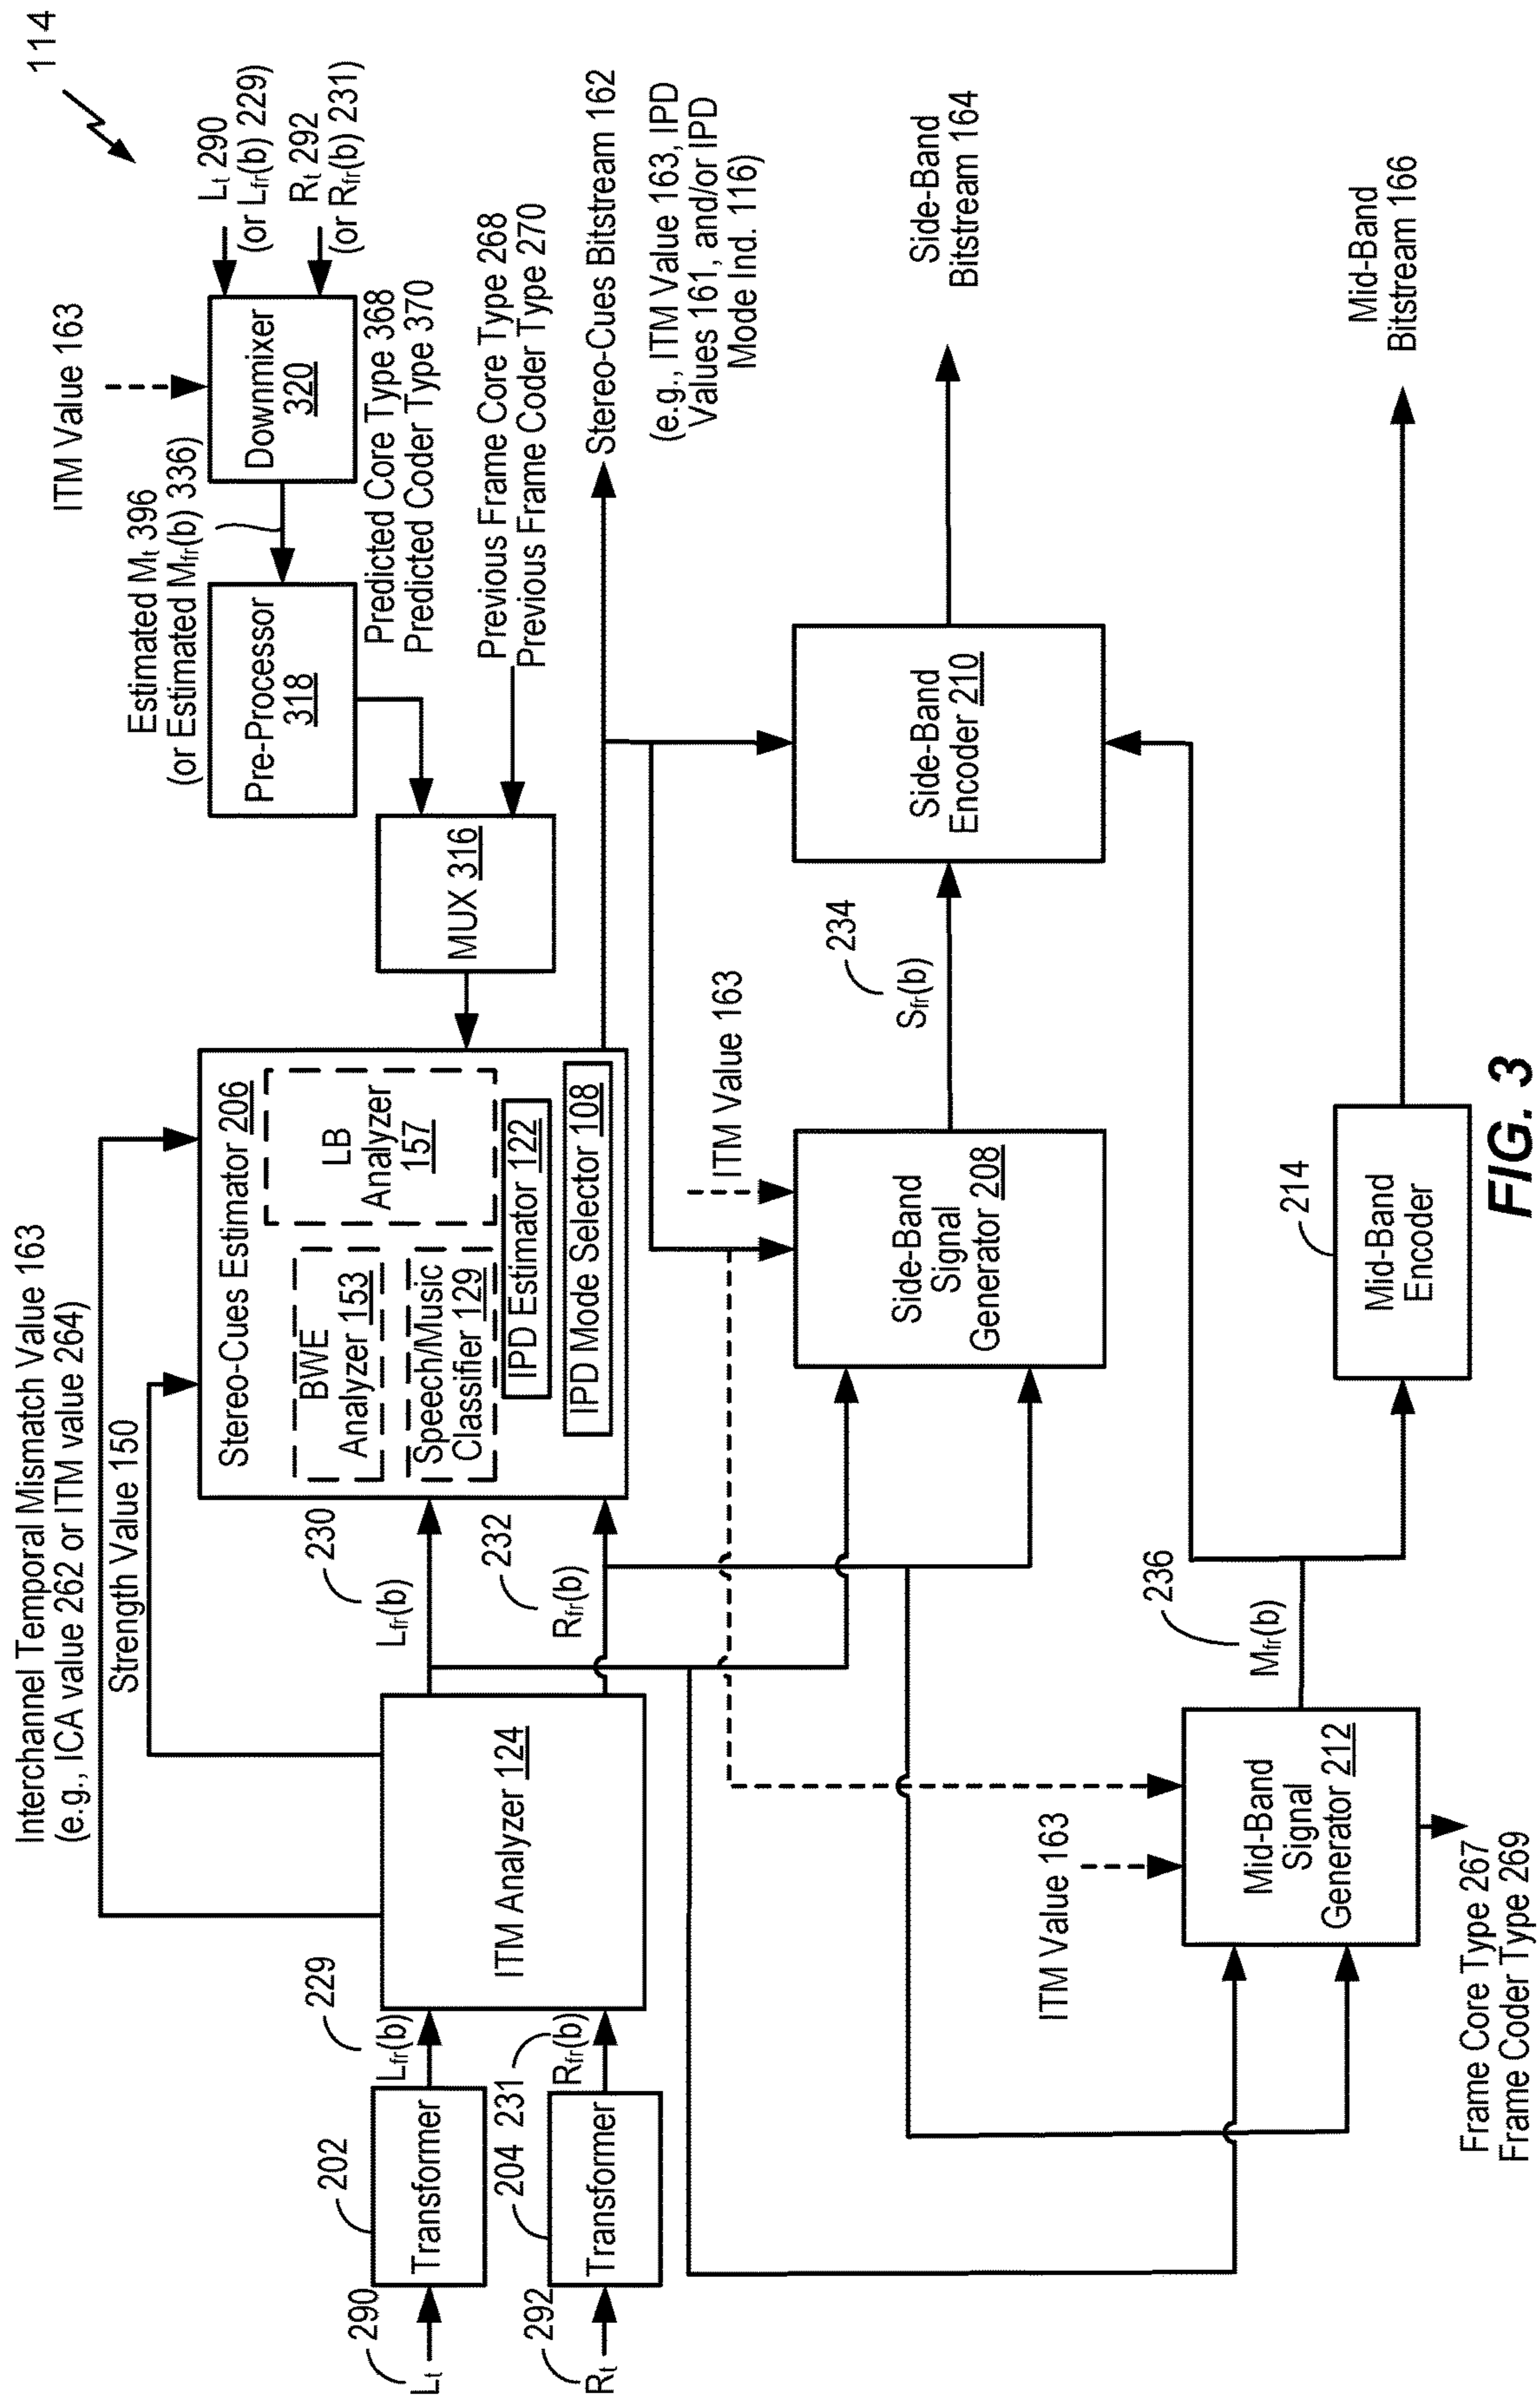 114
Interchannel Temporal Mismatch Value 163
(e.g., ICA value 262 or ITM value 264)
Strength Value 150
ITM Value 163
Lt 290
(or Lfr(b) 229)
Rt 292
(or Rfr(b) 231)
Downmixer
320
Estimated Mt 396
(or Estimated Mfr(b) 336)
Pre-Processor
318
Predicted Core Type 368
Predicted Coder Type 370
Previous Frame Core Type 268
Previous Frame Coder Type 270
MUX 316
290
Lt
202
Transformer
229
Lfr(b)
292
Rt
204
Transformer
231
Rfr(b)
ITM Analyzer 124
230
Lfr(b)
232
Rfr(b)
Stereo-Cues Estimator 206
BWE
Analyzer 153
LB
Analyzer
157
Speech/Music
Classifier 129
IPD Estimator 122
IPD Mode Selector 108
Stereo-Cues Bitstream 162
(e.g., ITM Value 163, IPD
Values 161, and/or IPD
Mode Ind. 116)
ITM Value 163
Side-Band
Signal
Generator 208
234
Sfr(b)
Side-Band
Encoder 210
Side-Band
Bitstream 164
ITM Value 163
Mid-Band
Signal
Generator 212
236
Mfr(b)
Frame Core Type 267
Frame Coder Type 269
214
Mid-Band
Encoder
Mid-Band
Bitstream 166
FIG. 3